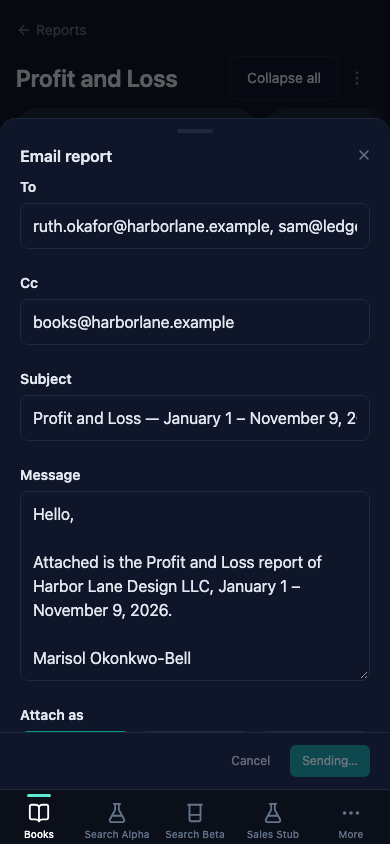 Reports
Profit and Loss
Collapse all
Email report
To
ruth.okafor@harborlane.example, sam@ledge
Cc
books@harborlane.example
Subject
Profit and Loss — January 1 – November 9, 2
Message
Hello,
Attached is the Profit and Loss report of
Harbor Lane Design LLC, January 1 –
November 9, 2026.
Marisol Okonkwo-Bell
Attach as
Cancel
Sending...
Books
Search Alpha
Search Beta
Sales Stub
More